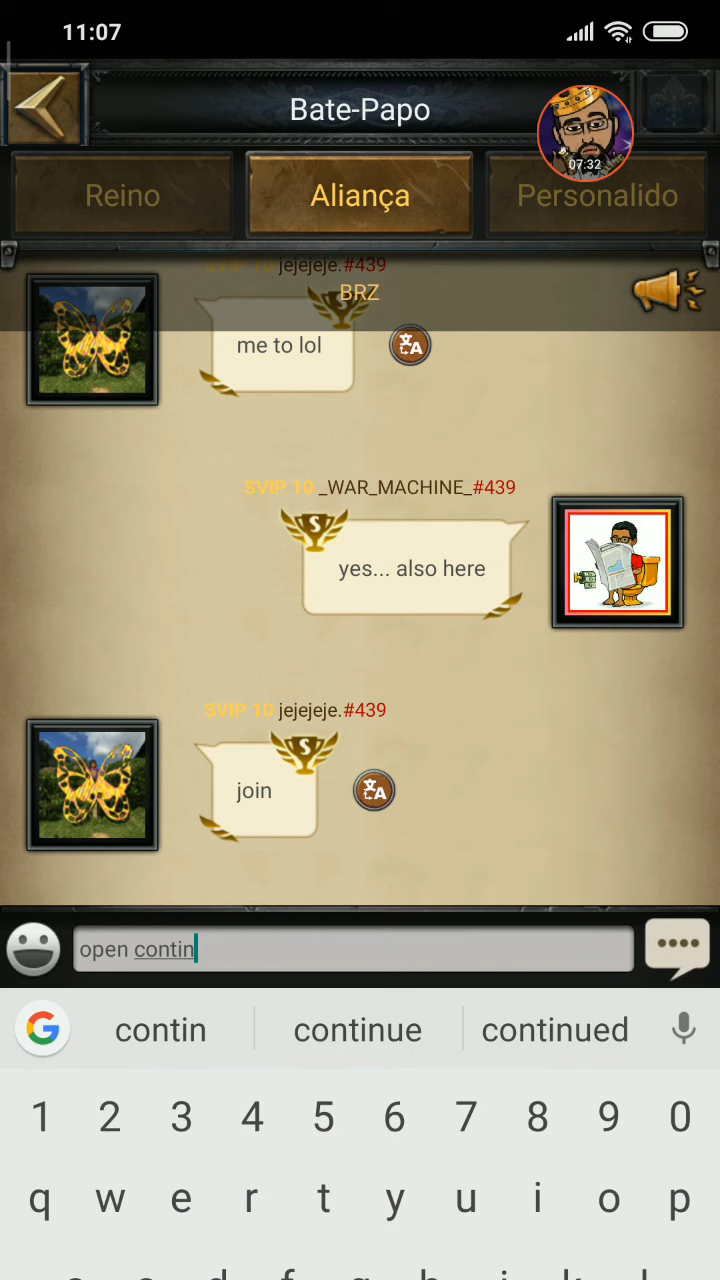 11:07
Bate-Papo
07:32
Reino
Aliança
Personalido
SVIP 10 jejejeje.#439
BRZ
me to lol
SVIP 10 _WAR_MACHINE_#439
S
yes... also here
SVIP 10 jejejeje.#439
S
join
open contin
contin continue continued
1 2 3 4 5 6 7 8 9 0
q w e r t y u i o p